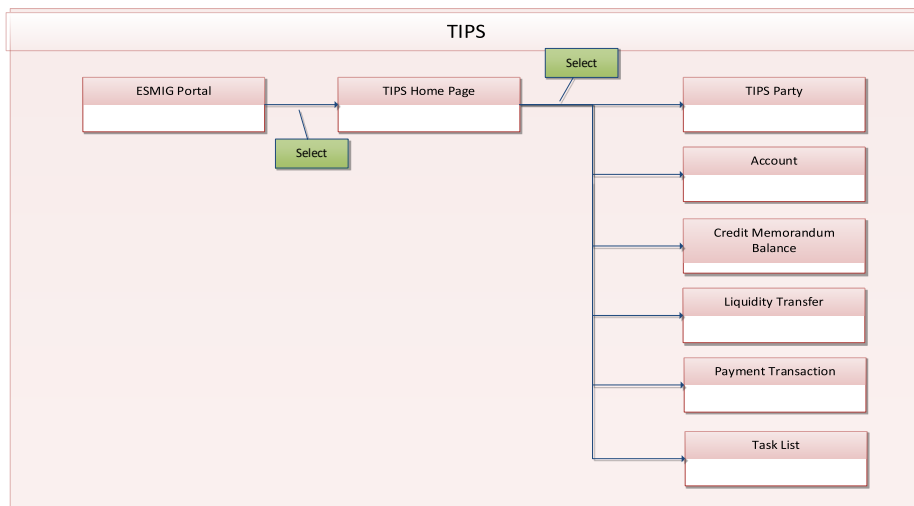 TIPS
Select
ESMIG Portal
TIPS Home Page
TIPS Party
Select
Account
Credit Memorandum
Balance
Liquidity Transfer
Payment Transaction
Task List